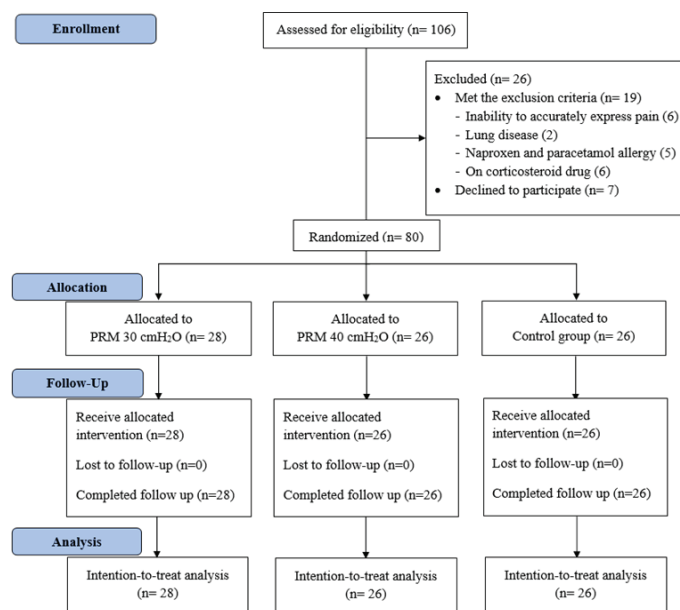 Enrollment
Assessed for eligibility (n= 106)
Excluded (n= 26)
• Met the exclusion criteria (n= 19)
- Inability to accurately express pain (6)
- Lung disease (2)
- Naproxen and paracetamol allergy (5)
- On corticosteroid drug (6)
• Declined to participate (n= 7)
Randomized (n= 80)
Allocation
Allocated to
PRM 30 cmH₂O (n= 28)
Allocated to
PRM 40 cmH₂O (n= 26)
Allocated to
Control group (n= 26)
Follow-Up
Receive allocated
intervention (n=28)
Lost to follow-up (n=0)
Completed follow up (n=28)
Receive allocated
intervention (n=26)
Lost to follow-up (n=0)
Completed follow up (n=26)
Receive allocated
intervention (n=26)
Lost to follow-up (n=0)
Completed follow up (n=26)
Analysis
Intention-to-treat analysis
(n= 28)
Intention-to-treat analysis
(n= 26)
Intention-to-treat analysis
(n= 26)